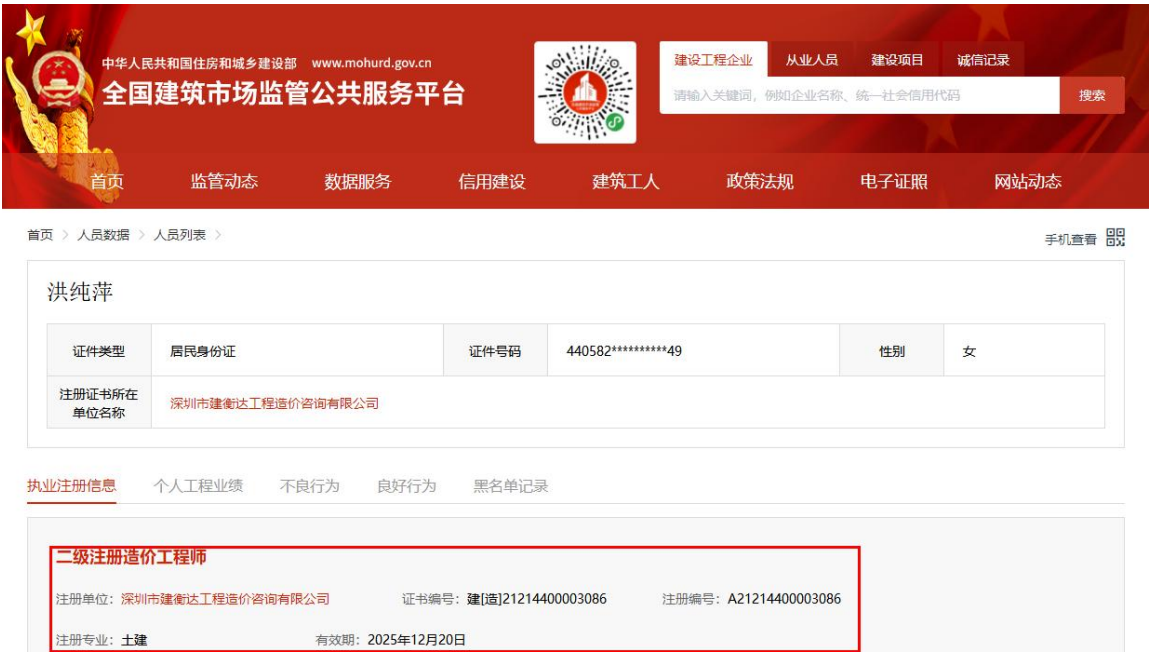 中华人民共和国住房和城乡建设部 www.mohurd.gov.cn
全国建筑市场监管公共服务平台
建设工程企业 从业人员 建设项目 诚信记录
请输入关键词，例如企业名称、统一社会信用代码 搜索
首页 监管动态 数据服务 信用建设 建筑工人 政策法规 电子证照 网站动态
首页 > 人员数据 > 人员列表 >
手机查看
洪纯萍
证件类型 居民身份证 证件号码 440582**********49 性别 女
注册证书所在
单位名称
深圳市建衡达工程造价咨询有限公司
执业注册信息 个人工程业绩 不良行为 良好行为 黑名单记录
二级注册造价工程师
注册单位：深圳市建衡达工程造价咨询有限公司 证书编号：建[造]21214400003086 注册编号：A21214400003086
注册专业：土建 有效期：2025年12月20日